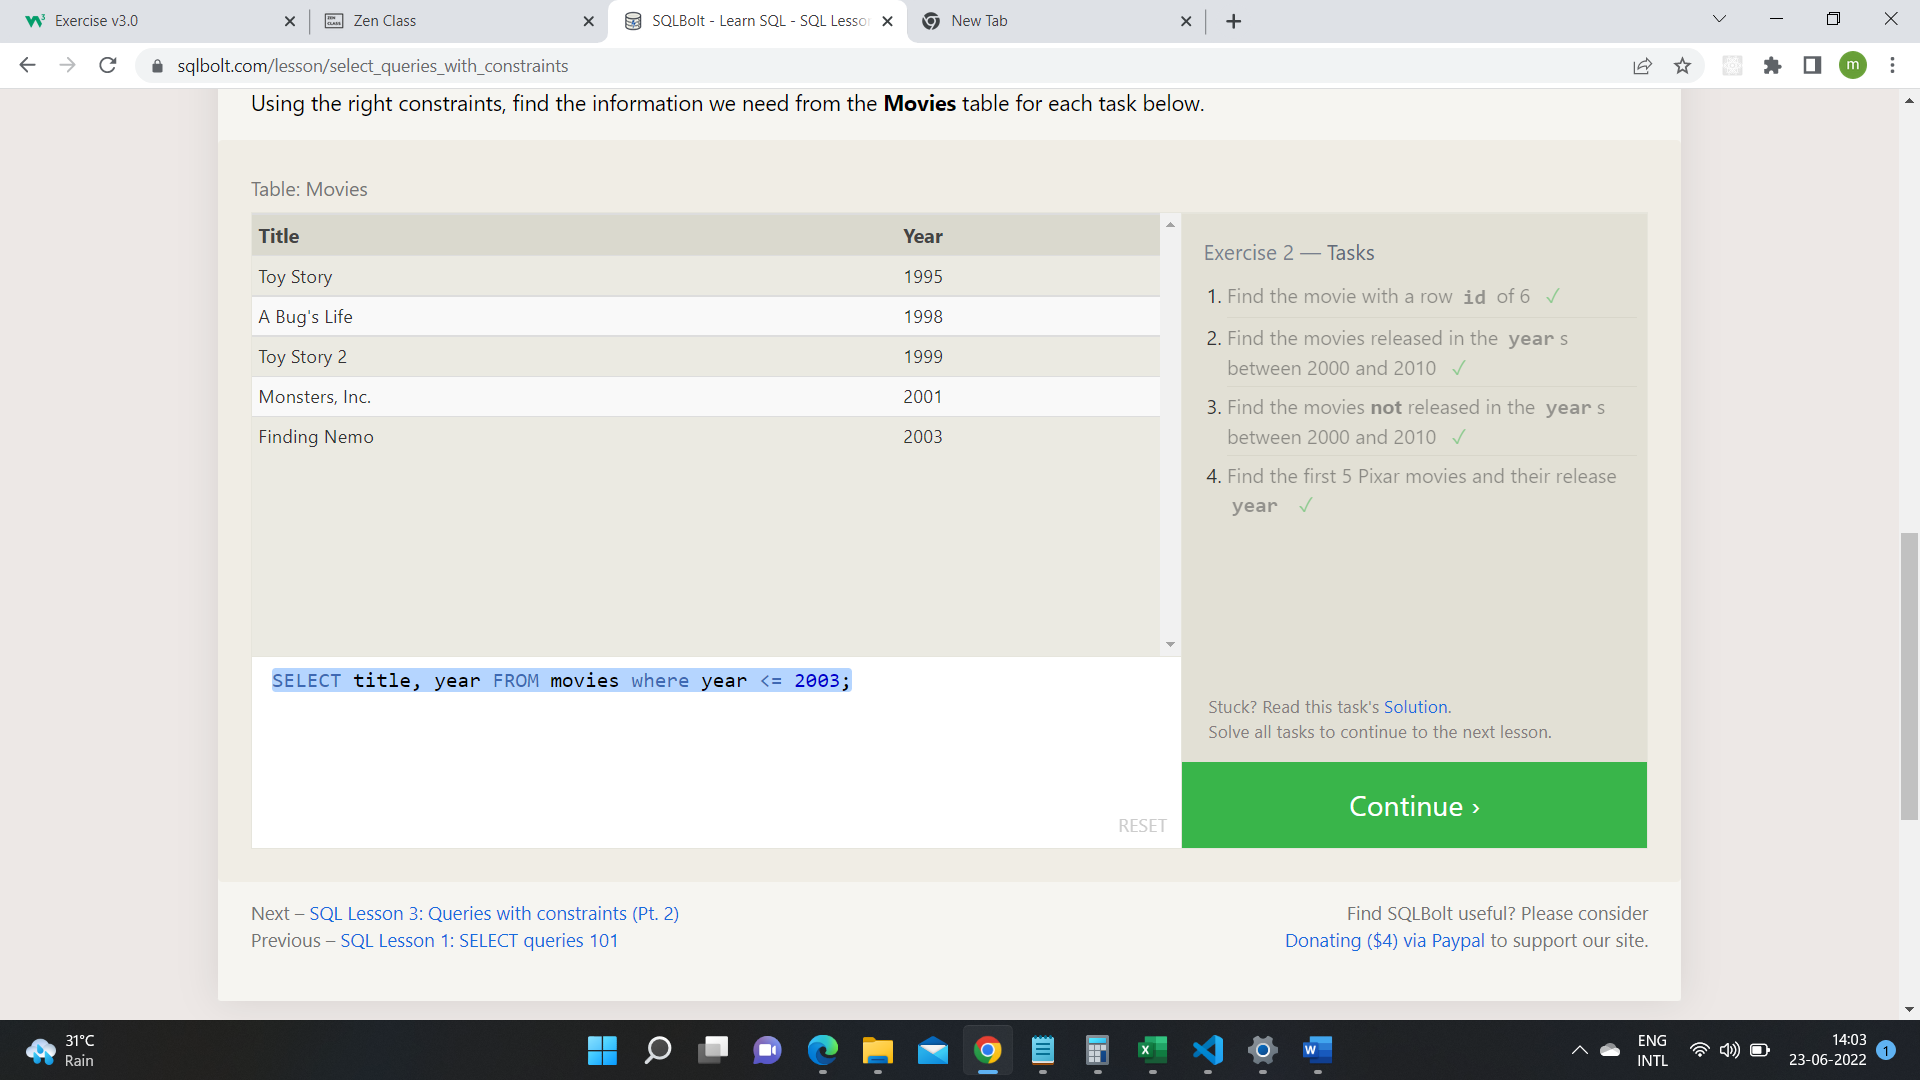 Exercise v3.0
Zen Class
SQLBolt - Learn SQL - SQL Lesso
New Tab
sqlbolt.com/lesson/select_queries_with_constraints
m
Using the right constraints, find the information we need from the Movies table for each task below.
Table: Movies
Title Year
Toy Story 1995
A Bug's Life 1998
Toy Story 2 1999
Monsters, Inc. 2001
Finding Nemo 2003
SELECT title, year FROM movies where year <= 2003;
RESET
Exercise 2 — Tasks
1. Find the movie with a row id of 6 ✓
2. Find the movies released in the year s
between 2000 and 2010 ✓
3. Find the movies not released in the year s
between 2000 and 2010 ✓
4. Find the first 5 Pixar movies and their release
year ✓
Stuck? Read this task's Solution.
Solve all tasks to continue to the next lesson.
Continue ›
Next – SQL Lesson 3: Queries with constraints (Pt. 2)
Previous – SQL Lesson 1: SELECT queries 101
Find SQLBolt useful? Please consider
Donating ($4) via Paypal to support our site.
31°C
Rain
ENG
INTL
14:03
23-06-2022
1